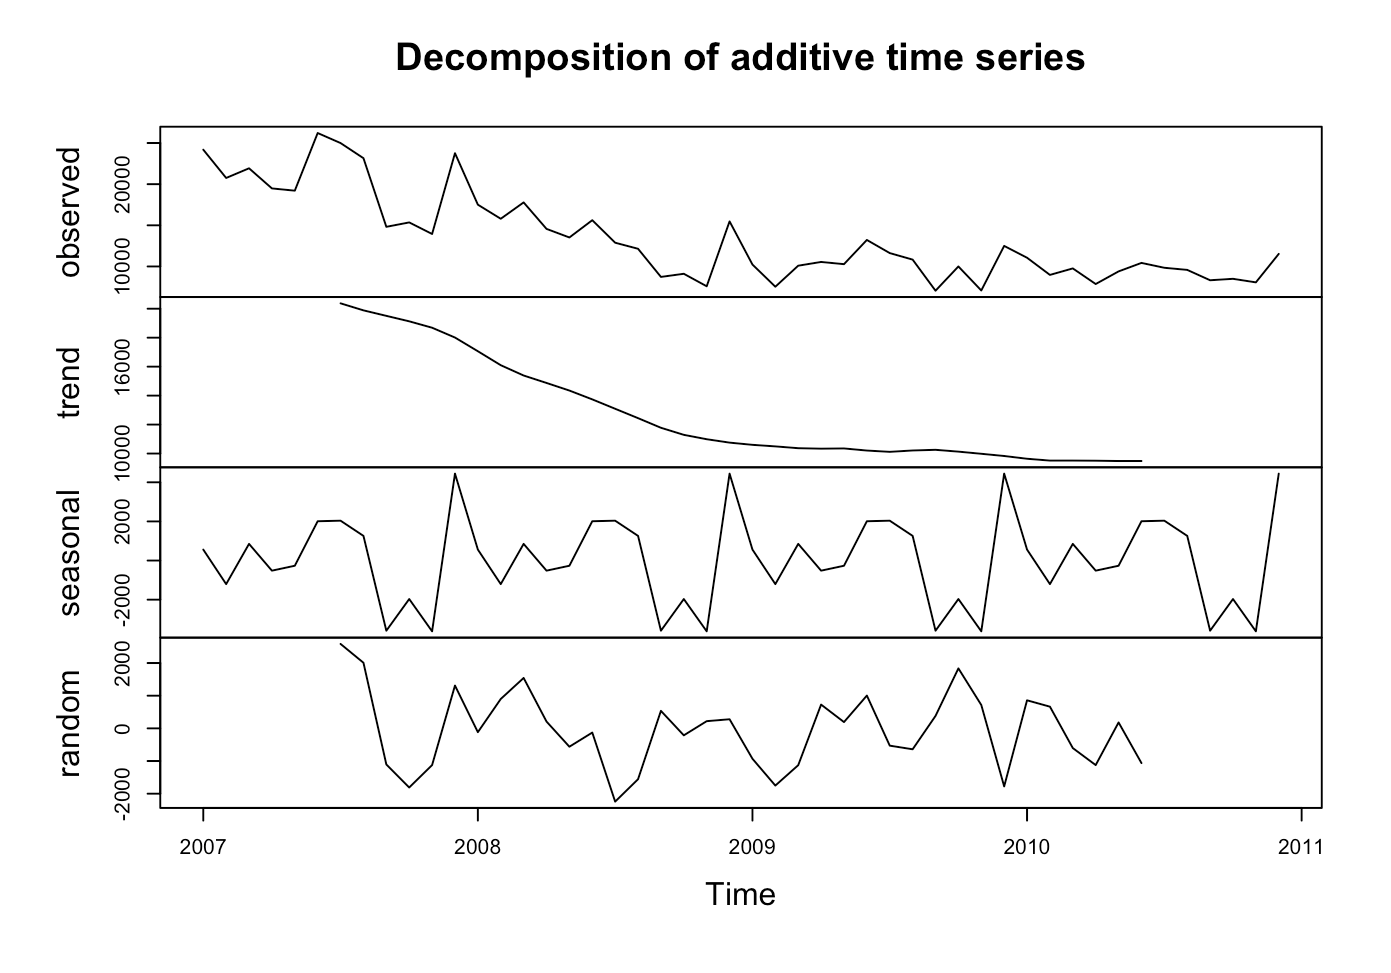 Decomposition of additive time series
observed
10000 20000
trend
10000 16000
seasonal
-2000 2000
random
-2000 0 2000
2007 2008 2009 2010 2011
Time